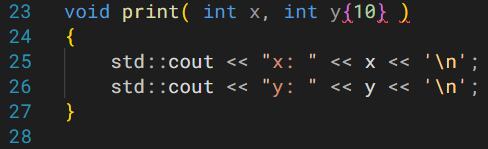 23 void print( int x, int y{10} )
24 {
25     std::cout << "x: " << x << '\n';
26     std::cout << "y: " << y << '\n';
27 }
28